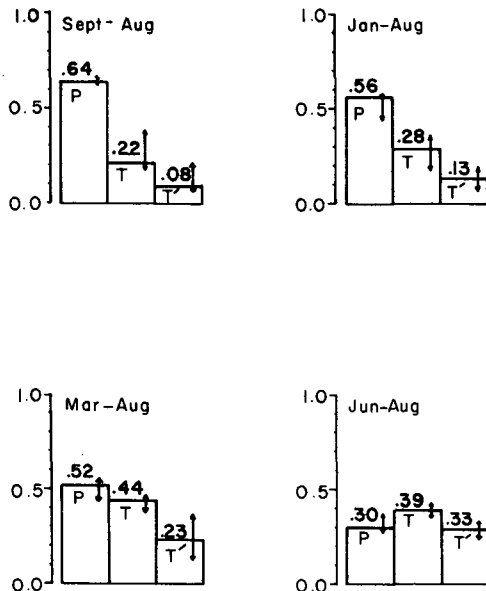 1.0
Sept-Aug
.64
P
0.5
.22
T
.08
T′
0.0
1.0
Jan-Aug
.56
P
0.5
.28
T
.13
T′
0.0
1.0
Mar-Aug
.52
P
0.5
.44
T
.23
T′
0.0
1.0
Jun-Aug
0.5
.30
P
.39
T
.33
T′
0.0